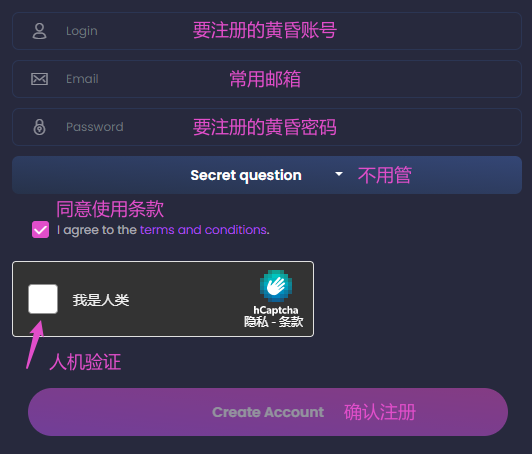 Login 要注册的黄昏账号
Email 常用邮箱
Password 要注册的黄昏密码
Secret question 不用管
同意使用条款
I agree to the terms and conditions.
我是人类
hCaptcha
隐私 - 条款
人机验证
Create Account 确认注册